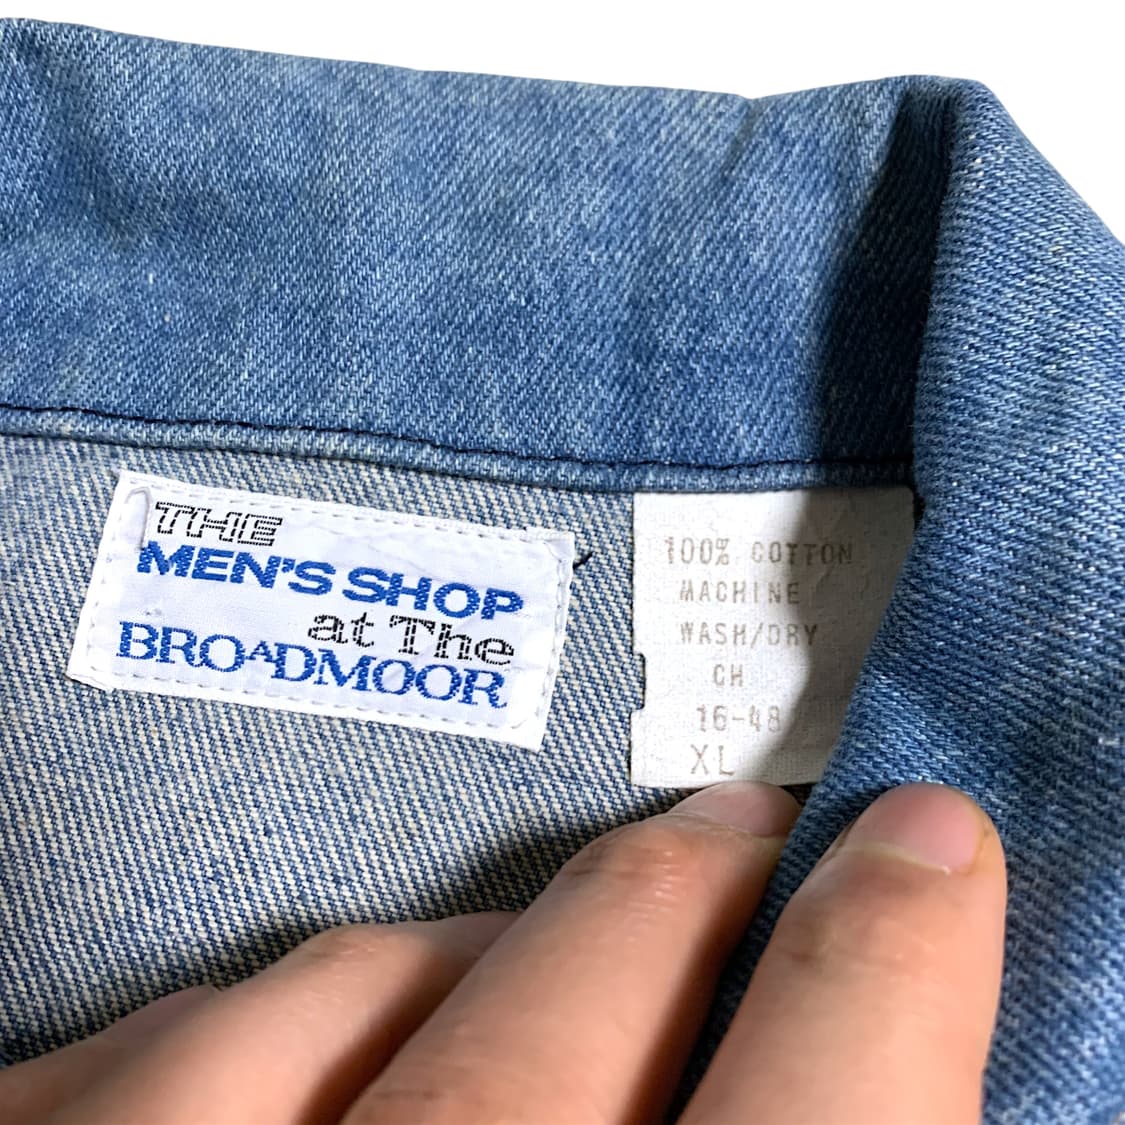 THE
MEN'S SHOP
at The
BROADMOOR
100% COTTON
MACHINE
WASH/DRY
CH
16-48
XL